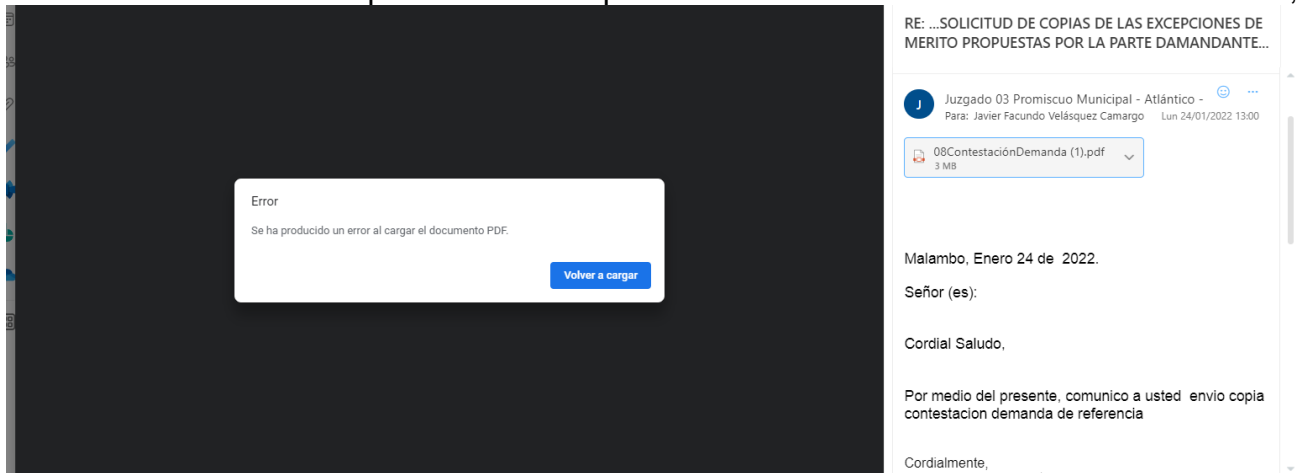 RE: ...SOLICITUD DE COPIAS DE LAS EXCEPCIONES DE
MERITO PROPUESTAS POR LA PARTE DAMANDANTE...
J
Juzgado 03 Promiscuo Municipal - Atlántico -
Para: Javier Facundo Velásquez Camargo Lun 24/01/2022 13:00
08ContestaciónDemanda (1).pdf
3 MB
Error
Se ha producido un error al cargar el documento PDF.
Volver a cargar
Malambo, Enero 24 de 2022.
Señor (es):
Cordial Saludo,
Por medio del presente, comunico a usted envio copia
contestacion demanda de referencia
Cordialmente,